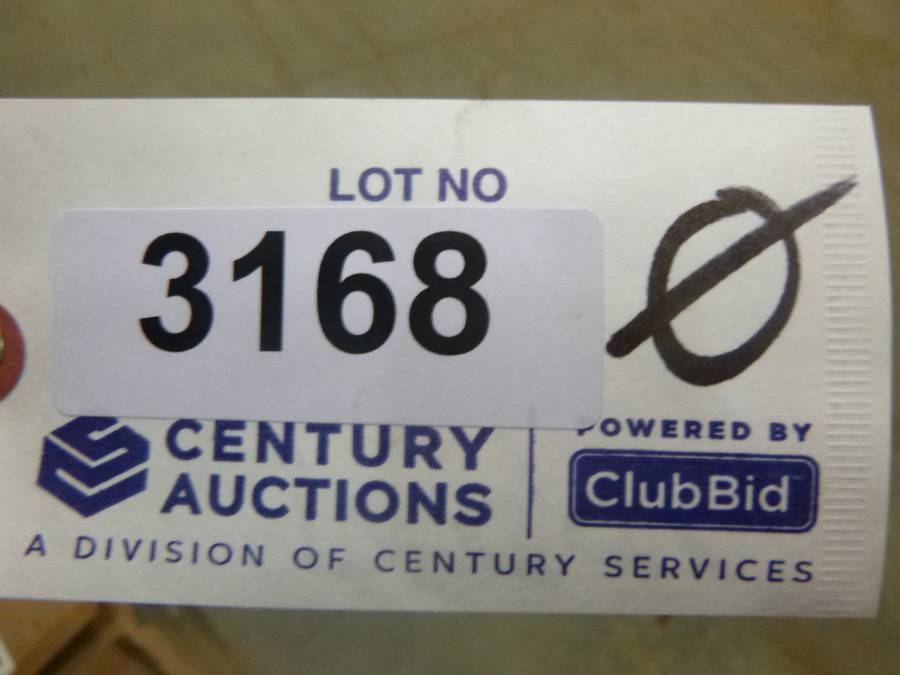 LOT NO
3168 Ø
CENTURY
AUCTIONS
POWERED BY
ClubBid
A DIVISION OF CENTURY SERVICES